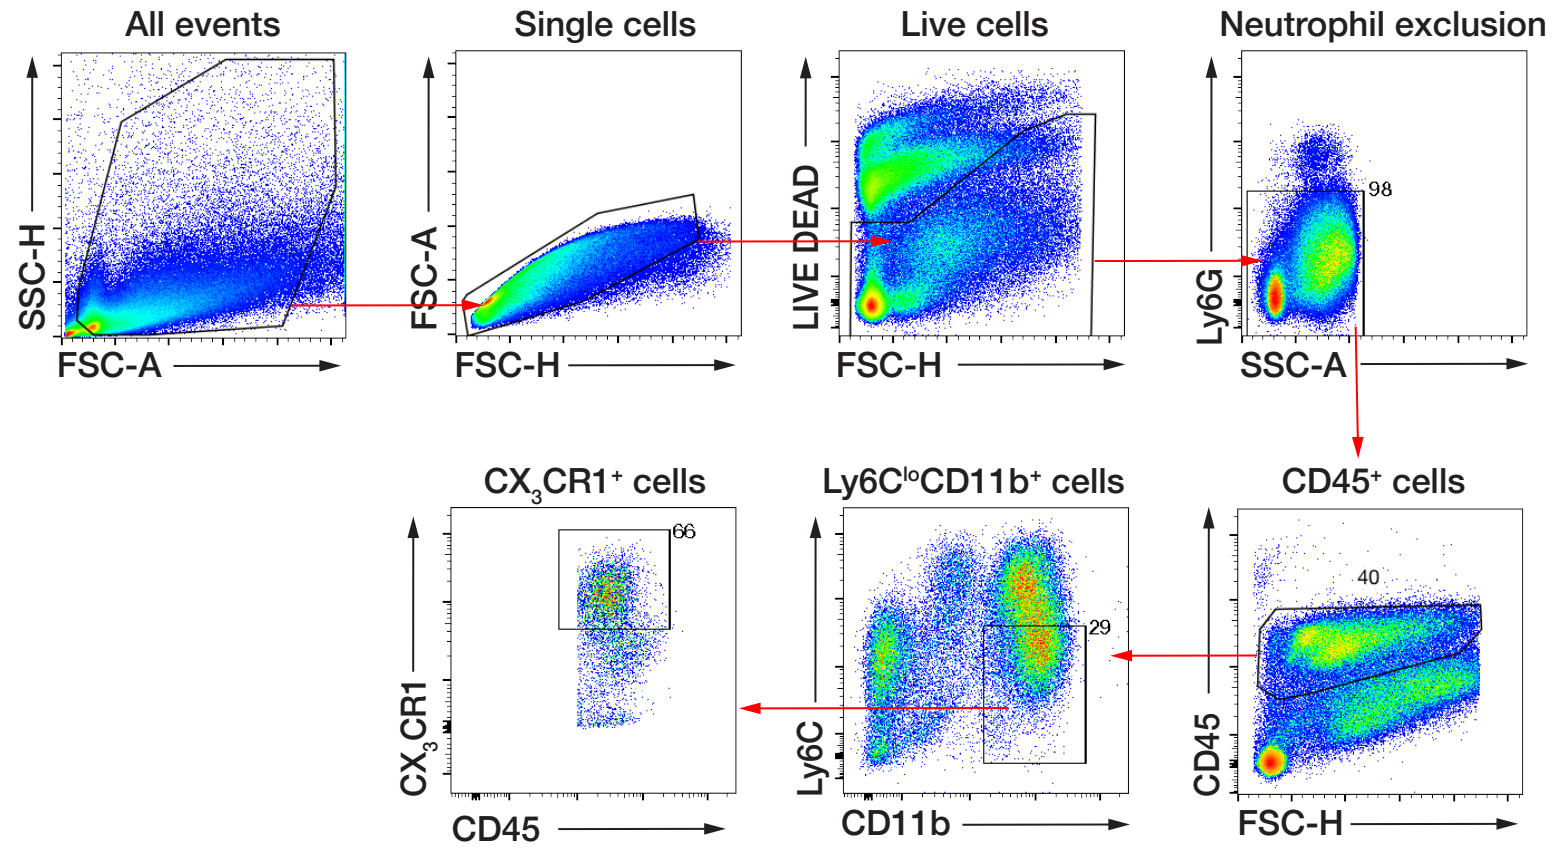 All events
Single cells
Live cells
Neutrophil exclusion
SSC-H
FSC-A
FSC-A
FSC-H
LIVE DEAD
FSC-H
Ly6G
98
SSC-A
CX₃CR1⁺ cells
Ly6CˡᵒCD11b⁺ cells
CD45⁺ cells
CX₃CR1
66
CD45
Ly6C
29
CD11b
CD45
40
FSC-H